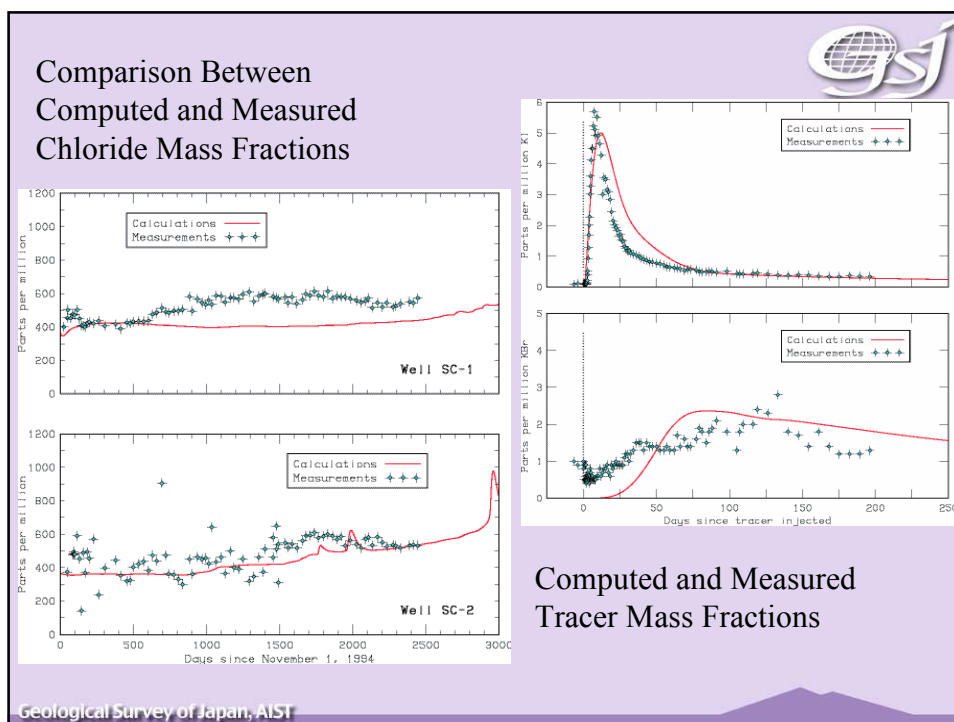 Comparison Between
Computed and Measured
Chloride Mass Fractions
GSJ
1200
1000
800
600
400
200
0
Parts per million
Calculations
Measurements
Well SC-1
1200
1000
800
600
400
200
0
Parts per million
Calculations
Measurements
Well SC-2
0 500 1000 1500 2000 2500 3000
Days since November 1, 1994
6
5
4
3
2
1
0
Parts per million KI
Calculations
Measurements
5
4
3
2
1
0
Parts per million KBr
Calculations
Measurements
0 50 75 100 125 150 175 200 250
Days since tracer injected
Computed and Measured
Tracer Mass Fractions
Geological Survey of Japan, AIST